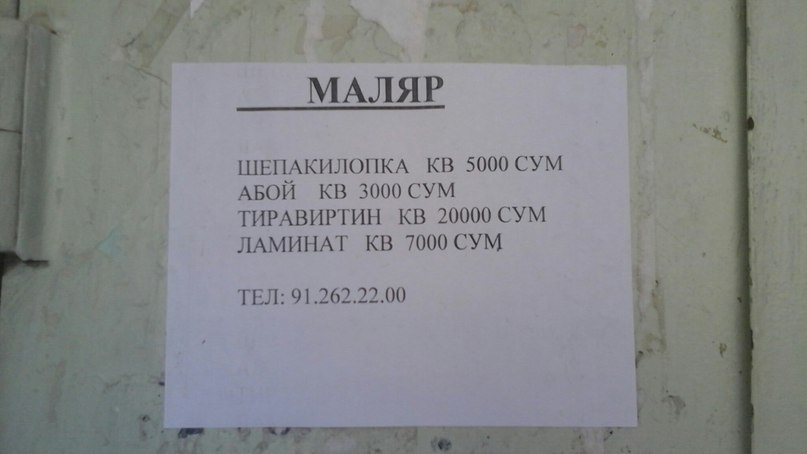 МАЛЯР
ШЕПАКИЛОПКА КВ 5000 СУМ
АБОЙ КВ 3000 СУМ
ТИРАВИРТИН КВ 20000 СУМ
ЛАМИНАТ КВ 7000 СУМ
ТЕЛ: 91.262.22.00